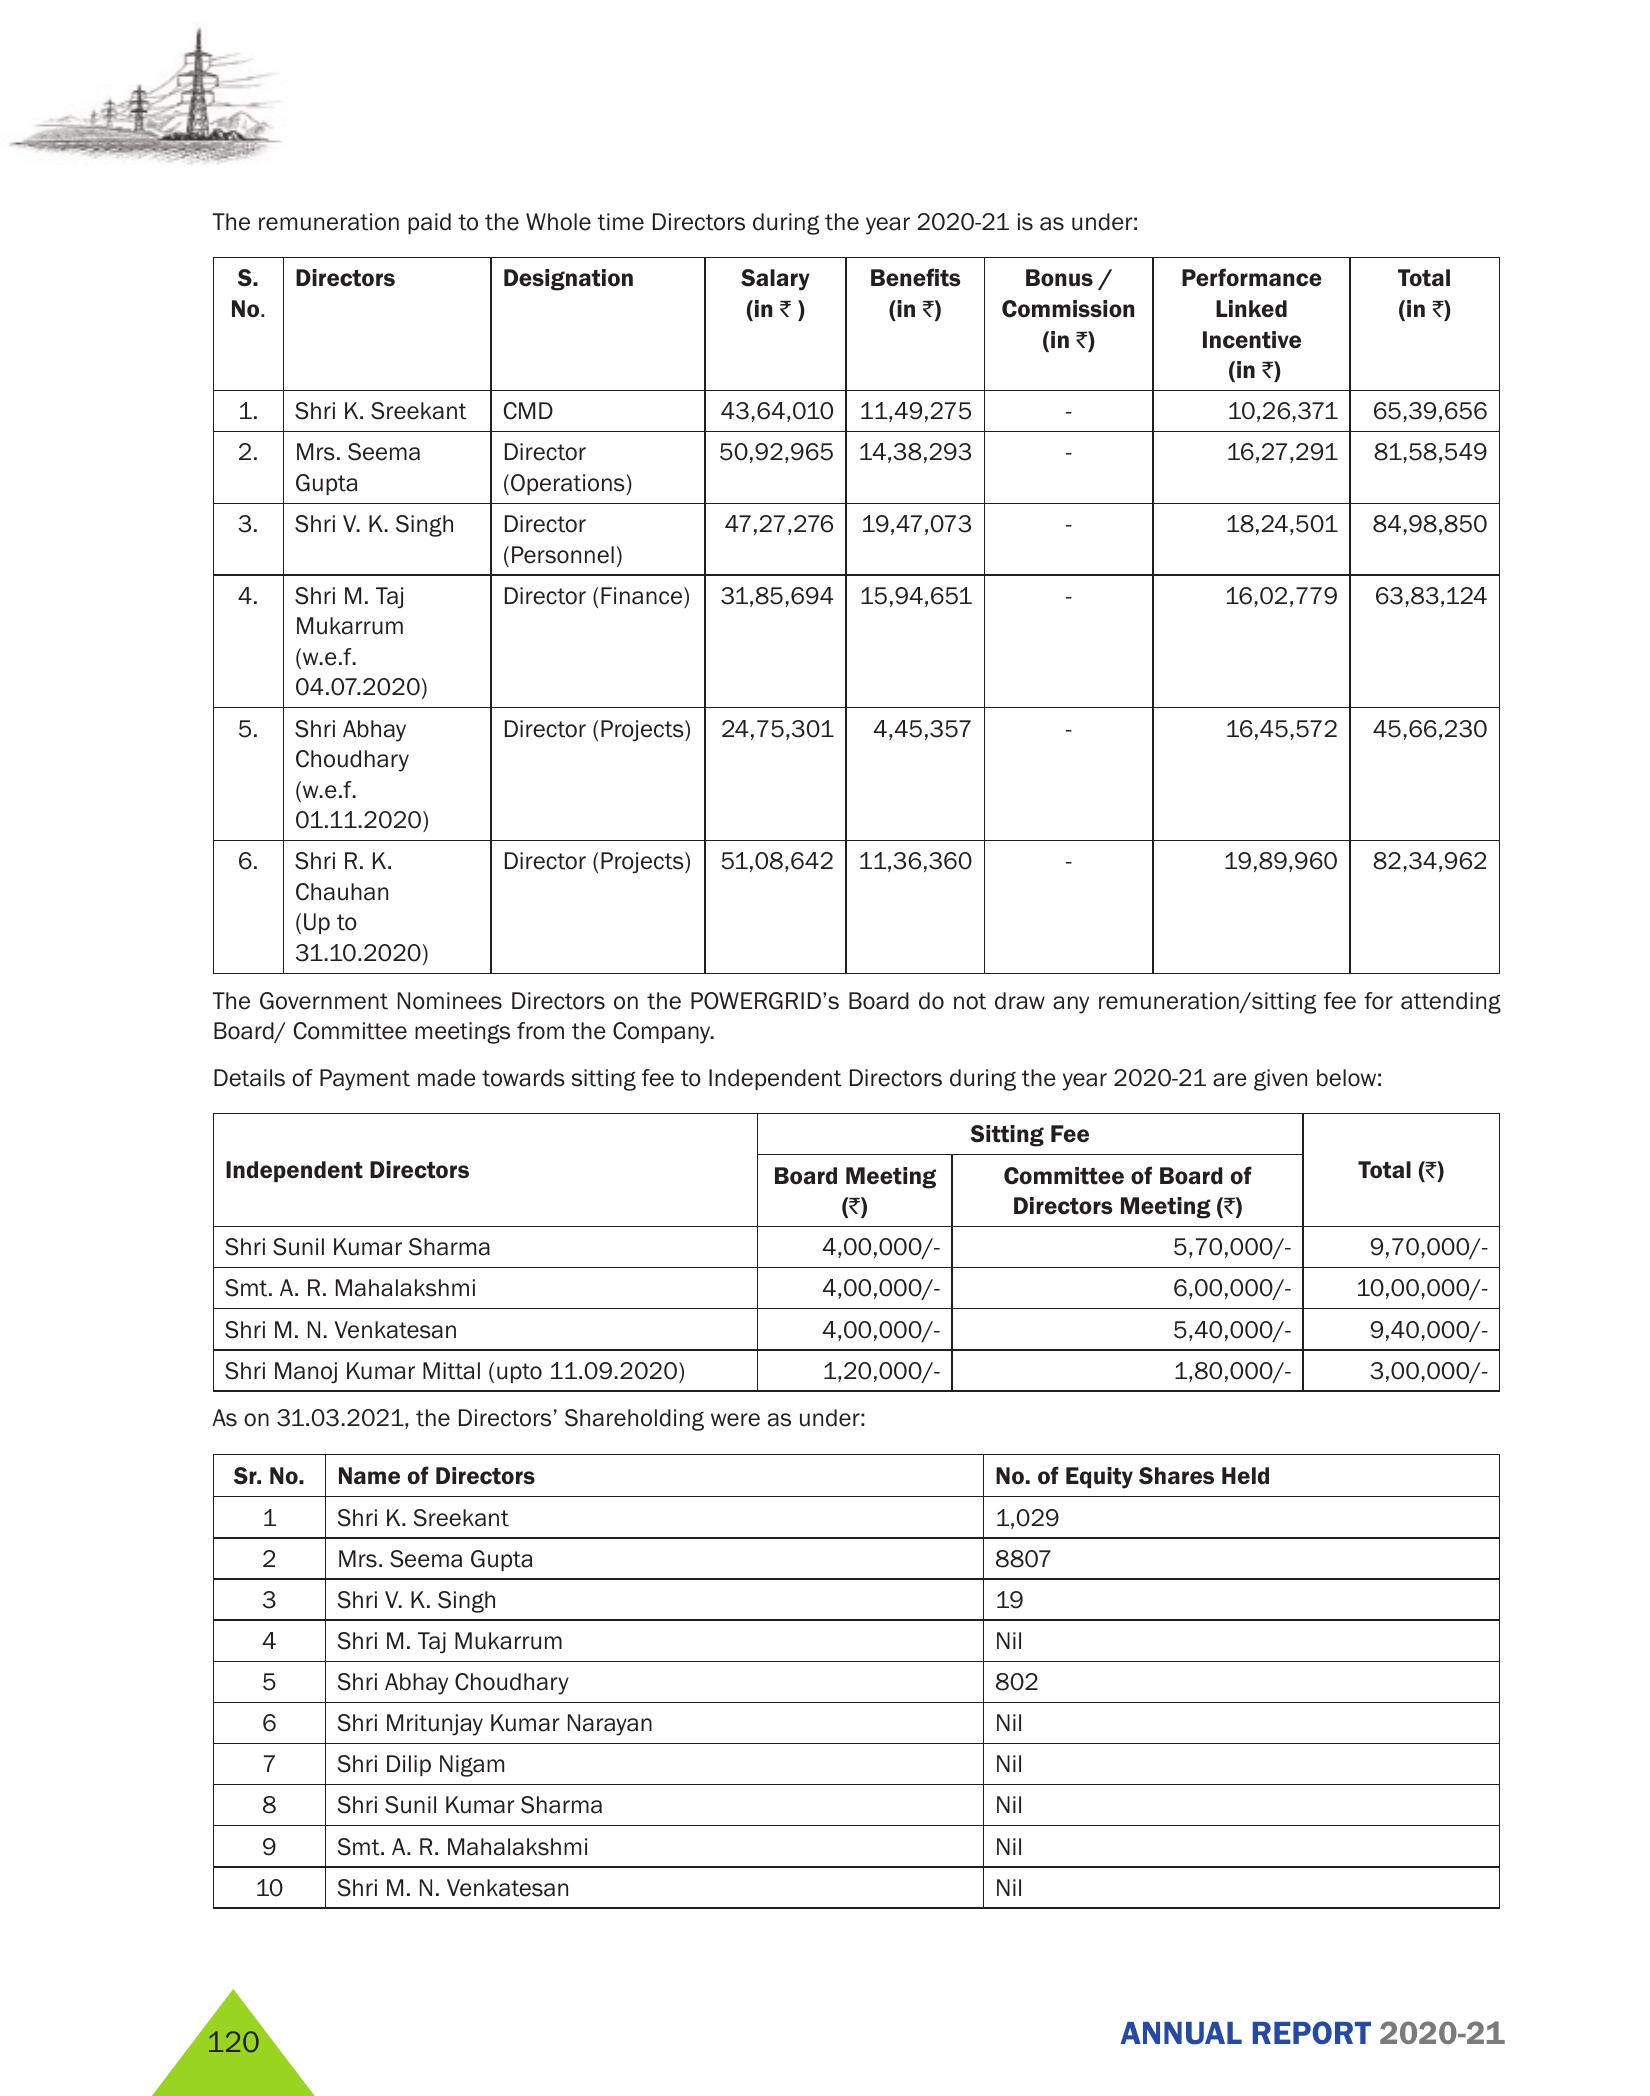 The remuneration paid to the Whole time Directors during the year 2020-21 is as under:
S. No. Directors Designation Salary (in ₹ ) Benefits (in ₹) Bonus / Commission (in ₹) Performance Linked Incentive (in ₹) Total (in ₹)
1. Shri K. Sreekant CMD 43,64,010 11,49,275 - 10,26,371 65,39,656
2. Mrs. Seema Gupta Director (Operations) 50,92,965 14,38,293 - 16,27,291 81,58,549
3. Shri V. K. Singh Director (Personnel) 47,27,276 19,47,073 - 18,24,501 84,98,850
4. Shri M. Taj Mukarrum (w.e.f. 04.07.2020) Director (Finance) 31,85,694 15,94,651 - 16,02,779 63,83,124
5. Shri Abhay Choudhary (w.e.f. 01.11.2020) Director (Projects) 24,75,301 4,45,357 - 16,45,572 45,66,230
6. Shri R. K. Chauhan (Up to 31.10.2020) Director (Projects) 51,08,642 11,36,360 - 19,89,960 82,34,962
The Government Nominees Directors on the POWERGRID’s Board do not draw any remuneration/sitting fee for attending
Board/ Committee meetings from the Company.
Details of Payment made towards sitting fee to Independent Directors during the year 2020-21 are given below:
Independent Directors Sitting Fee Total (₹)
Board Meeting (₹) Committee of Board of Directors Meeting (₹)
Shri Sunil Kumar Sharma 4,00,000/- 5,70,000/- 9,70,000/-
Smt. A. R. Mahalakshmi 4,00,000/- 6,00,000/- 10,00,000/-
Shri M. N. Venkatesan 4,00,000/- 5,40,000/- 9,40,000/-
Shri Manoj Kumar Mittal (upto 11.09.2020) 1,20,000/- 1,80,000/- 3,00,000/-
As on 31.03.2021, the Directors’ Shareholding were as under:
Sr. No. Name of Directors No. of Equity Shares Held
1 Shri K. Sreekant 1,029
2 Mrs. Seema Gupta 8807
3 Shri V. K. Singh 19
4 Shri M. Taj Mukarrum Nil
5 Shri Abhay Choudhary 802
6 Shri Mritunjay Kumar Narayan Nil
7 Shri Dilip Nigam Nil
8 Shri Sunil Kumar Sharma Nil
9 Smt. A. R. Mahalakshmi Nil
10 Shri M. N. Venkatesan Nil
120
ANNUAL REPORT 2020-21